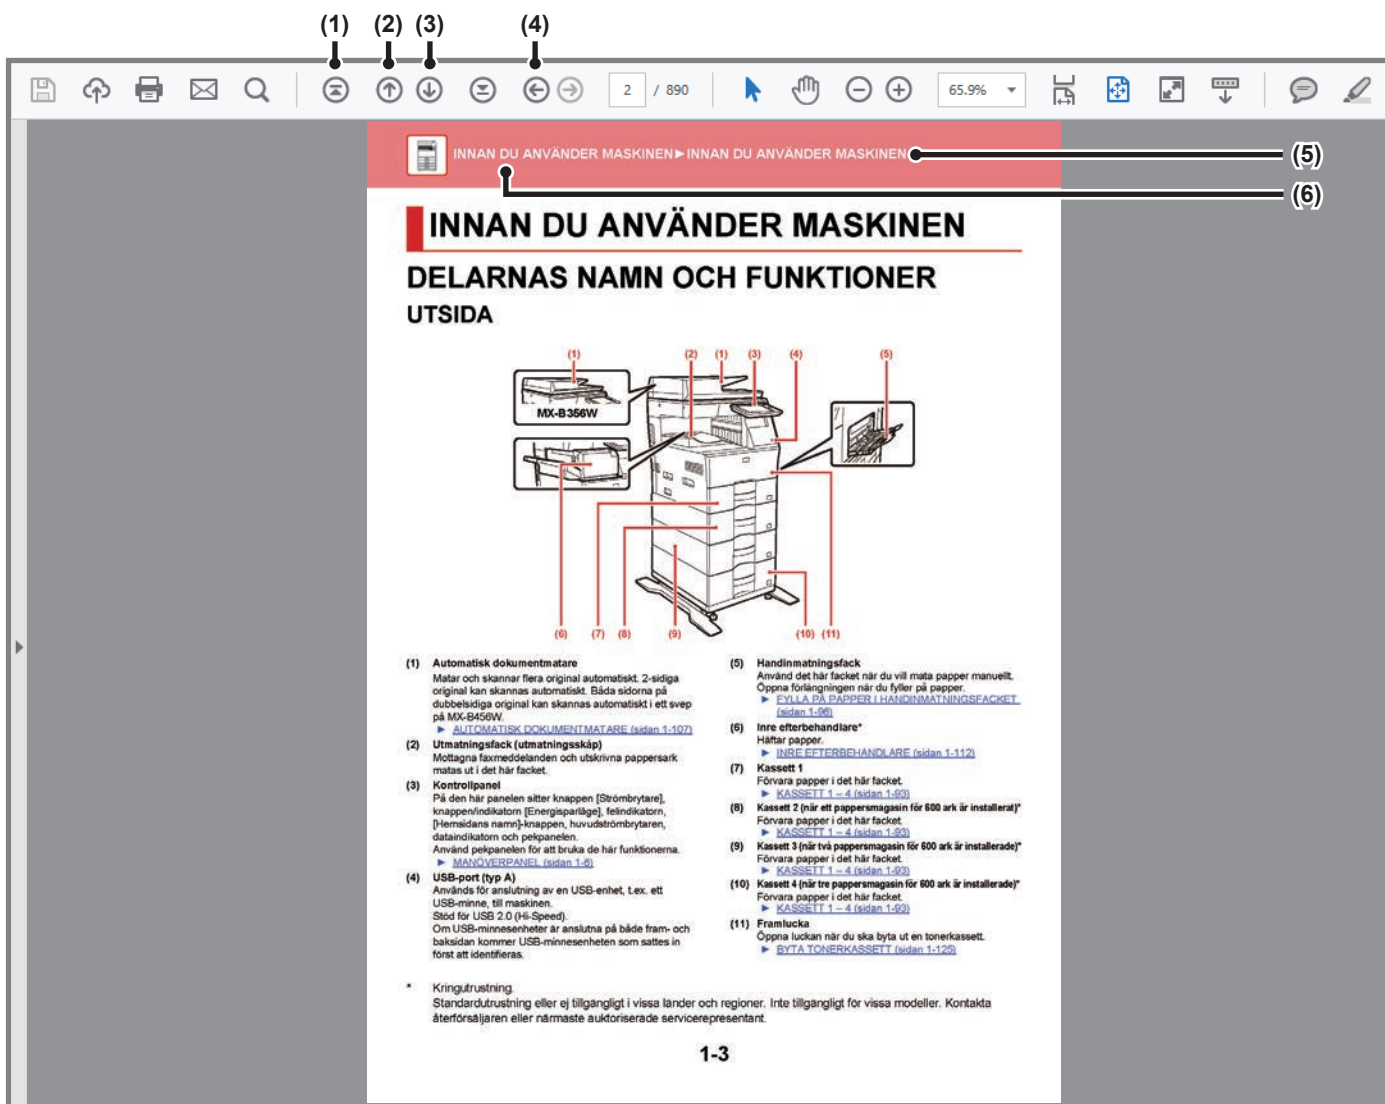 (1) (2) (3) (4)
2 / 890 65.9%
INNAN DU ANVÄNDER MASKINEN►INNAN DU ANVÄNDER MASKINEN
(5)
(6)
INNAN DU ANVÄNDER MASKINEN
DELARNAS NAMN OCH FUNKTIONER
UTSIDA
(1) (2) (1) (3) (4) (5)
MX-B356W
(6) (7) (8) (9) (10) (11)
(1) Automatisk dokumentmatare
Matar och skannar flera original automatiskt. 2-sidiga
original kan skannas automatiskt. Båda sidorna på
dubbelsidiga original kan skannas automatiskt i ett svep
på MX-B456W.
► AUTOMATISK DOKUMENTMATARE (sidan 1-107)
(2) Utmatningsfack (utmatningsskåp)
Mottagna faxmeddelanden och utskrivna pappersark
matas ut i det här facket.
(3) Kontrollpanel
På den här panelen sitter knappen [Strömbrytare],
knappen/indikatorn [Energisparläge], felindikatorn,
[Hemsidans namn]-knappen, huvudströmbrytaren,
dataindikatorn och pekpanelen.
Använd pekpanelen för att bruka de här funktionerna.
► MANÖVERPANEL (sidan 1-6)
(4) USB-port (typ A)
Används för anslutning av en USB-enhet, t.ex. ett
USB-minne, till maskinen.
Stöd för USB 2.0 (Hi-Speed).
Om USB-minnesenheter är anslutna på både fram- och
baksidan kommer USB-minnesenheten som sattes in
först att identifieras.
(5) Handinmatningsfack
Använd det här facket när du vill mata papper manuellt.
Öppna förlängningen när du fyller på papper.
► FYLLA PÅ PAPPER I HANDINMATNINGSFACKET
(sidan 1-96)
(6) Inre efterbehandlare*
Häftar papper.
► INRE EFTERBEHANDLARE (sidan 1-112)
(7) Kassett 1
Förvara papper i det här facket.
► KASSETT 1 – 4 (sidan 1-93)
(8) Kassett 2 (när ett pappersmagasin för 600 ark är installerat)*
Förvara papper i det här facket.
► KASSETT 1 – 4 (sidan 1-93)
(9) Kassett 3 (när två pappersmagasin för 600 ark är installerade)*
Förvara papper i det här facket.
► KASSETT 1 – 4 (sidan 1-93)
(10) Kassett 4 (när tre pappersmagasin för 600 ark är installerade)*
Förvara papper i det här facket.
► KASSETT 1 – 4 (sidan 1-93)
(11) Framlucka
Öppna luckan när du ska byta ut en tonerkassett.
► BYTA TONERKASSETT (sidan 1-125)
* Kringutrustning.
Standardutrustning eller ej tillgängligt i vissa länder och regioner. Inte tillgängligt för vissa modeller. Kontakta
återförsäljaren eller närmaste auktoriserade servicerepresentant.
1-3